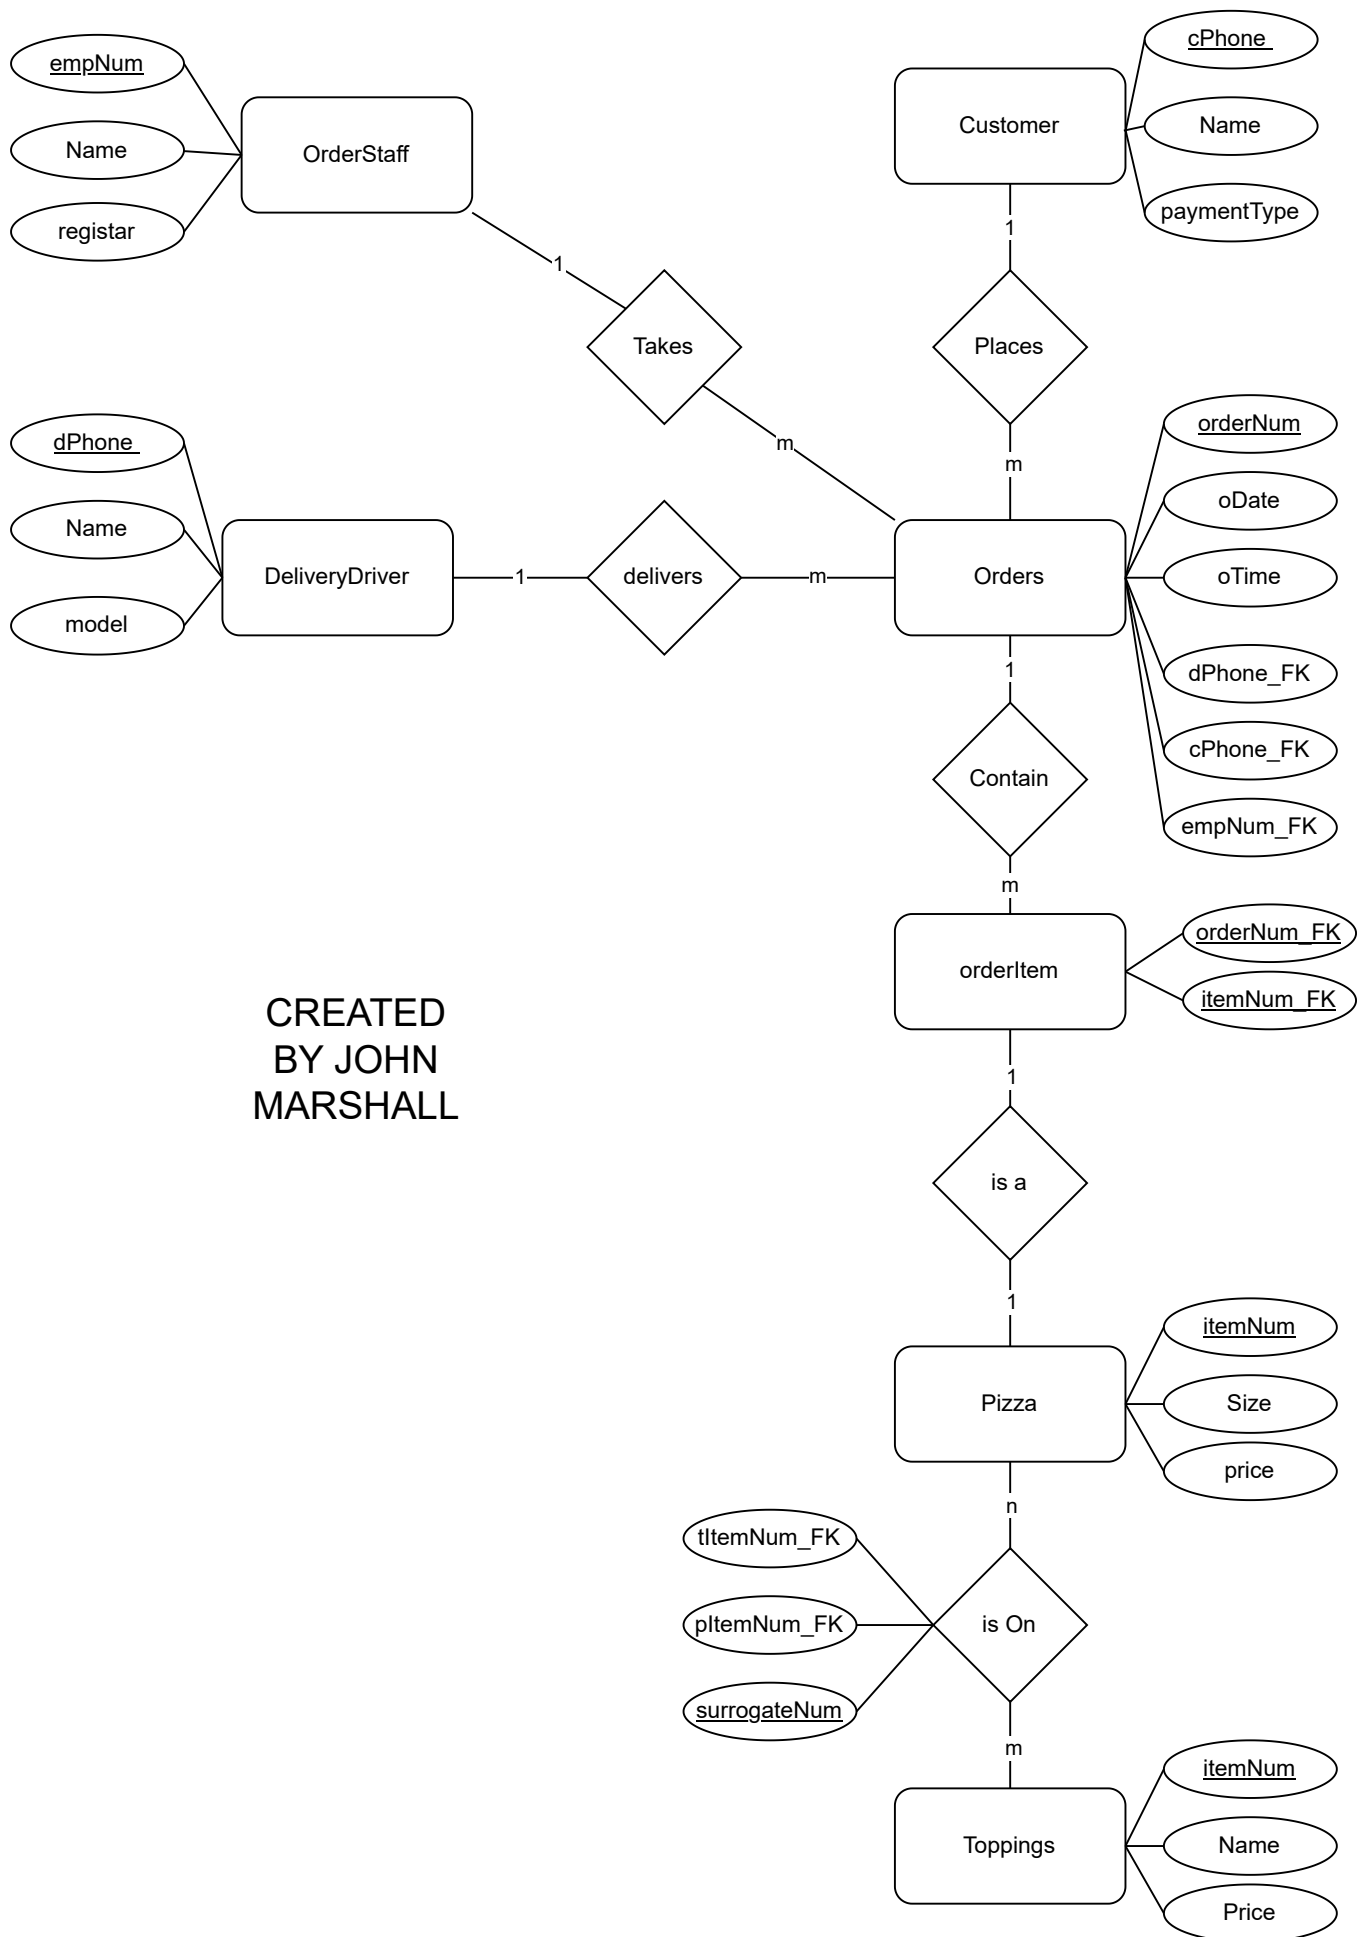 empNum
Name
registar
OrderStaff
Customer
cPhone
Name
paymentType
1
1
Takes
Places
m
m
dPhone
Name
model
DeliveryDriver
1
delivers
m
Orders
orderNum
oDate
oTime
dPhone_FK
cPhone_FK
empNum_FK
1
Contain
m
orderItem
orderNum_FK
itemNum_FK
CREATED
BY JOHN
MARSHALL
1
is a
1
Pizza
itemNum
Size
price
n
tItemNum_FK
pItemNum_FK
surrogateNum
is On
m
Toppings
itemNum
Name
Price